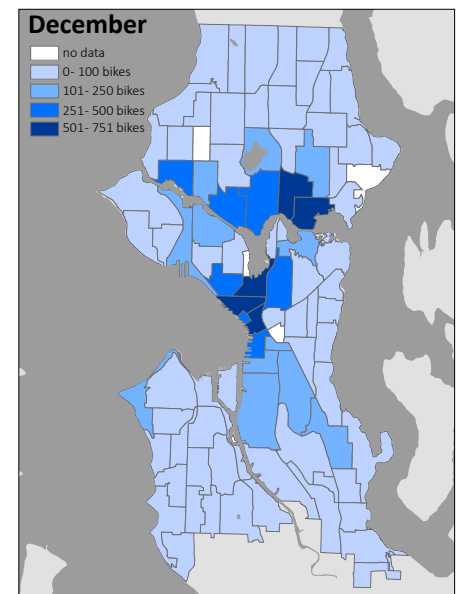 December
no data
0- 100 bikes
101- 250 bikes
251- 500 bikes
501- 751 bikes